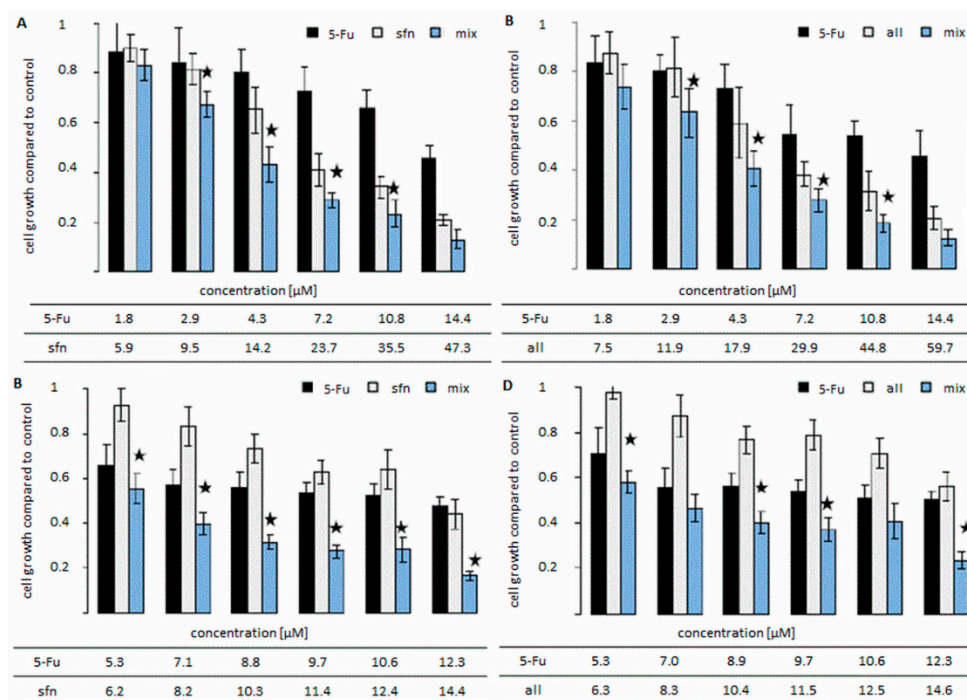 A
1
5-Fu sfn mix
0.8
0.6
0.4
0.2
cell growth compared to control
concentration [µM]
5-Fu 1.8 2.9 4.3 7.2 10.8 14.4
sfn 5.9 9.5 14.2 23.7 35.5 47.3
B
1
5-Fu all mix
0.8
0.6
0.4
0.2
cell growth compared to control
concentration [µM]
5-Fu 1.8 2.9 4.3 7.2 10.8 14.4
all 7.5 11.9 17.9 29.9 44.8 59.7
B
1
5-Fu sfn mix
0.8
0.6
0.4
0.2
cell growth compared to control
concentration [µM]
5-Fu 5.3 7.1 8.8 9.7 10.6 12.3
sfn 6.2 8.2 10.3 11.4 12.4 14.4
D
1
5-Fu all mix
0.8
0.6
0.4
0.2
cell growth compared to control
concentration [µM]
5-Fu 5.3 7.0 8.9 9.7 10.6 12.3
all 6.3 8.3 10.4 11.5 12.5 14.6